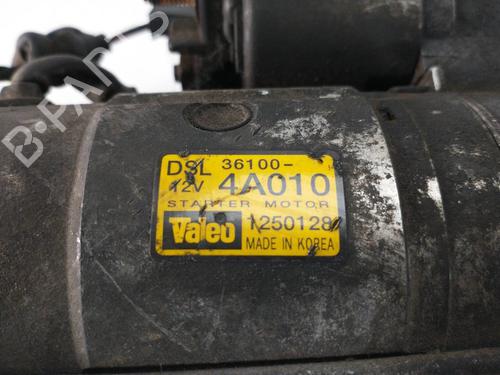 B-PARTS
DSL 36100-
12V 4A010
STARTER MOTOR
Valeo 1250128
MADE IN KOREA